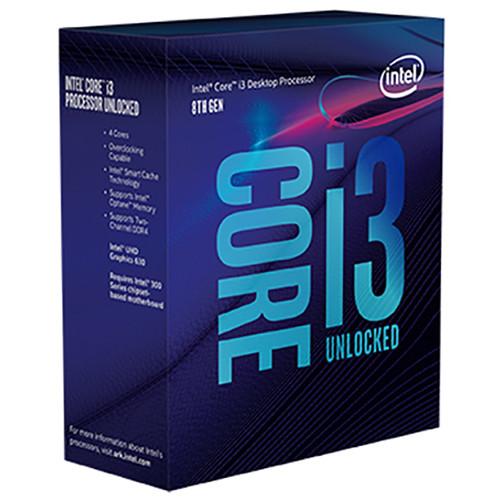 INTEL® CORE™ i3
PROCESSOR UNLOCKED
• 4 Cores
• Overclocking
Capable
• Intel® Smart Cache
Technology
• Supports Intel®
Optane™ Memory
• Supports Two-
Channel DDR4
Intel® UHD
Graphics 630
Requires Intel® 300
Series chipset-
based motherboard
For more information about Intel's
processors, visit ark.intel.com
Intel® Core™ i3 Desktop Processor
8TH GEN
intel®
CORE
i3
UNLOCKED